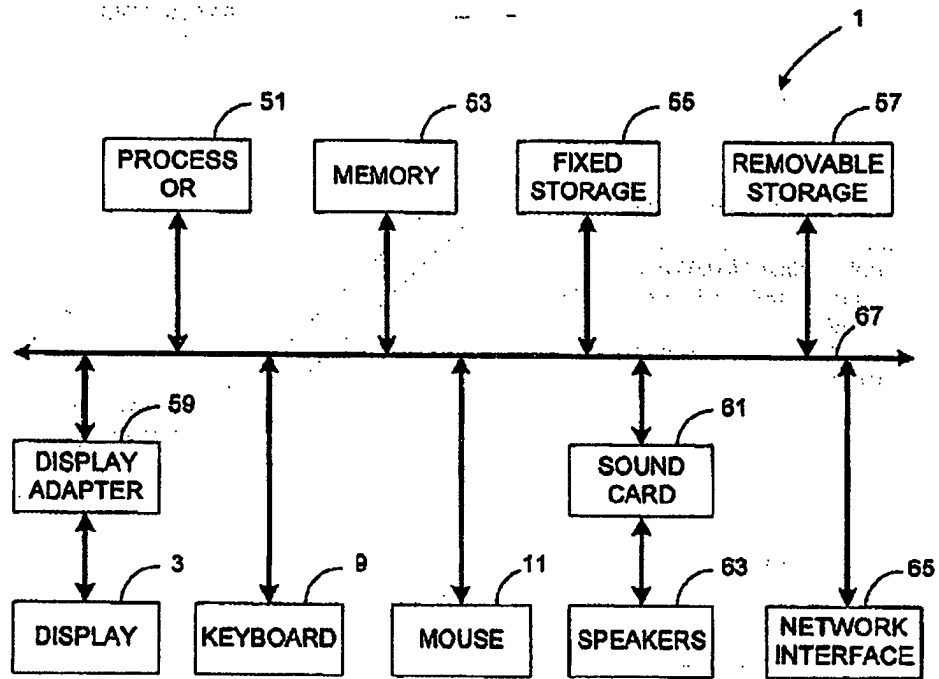 1
51
53
55
57
PROCESS
OR
MEMORY
FIXED
STORAGE
REMOVABLE
STORAGE
67
59
61
DISPLAY
ADAPTER
SOUND
CARD
3
9
11
63
65
DISPLAY
KEYBOARD
MOUSE
SPEAKERS
NETWORK
INTERFACE